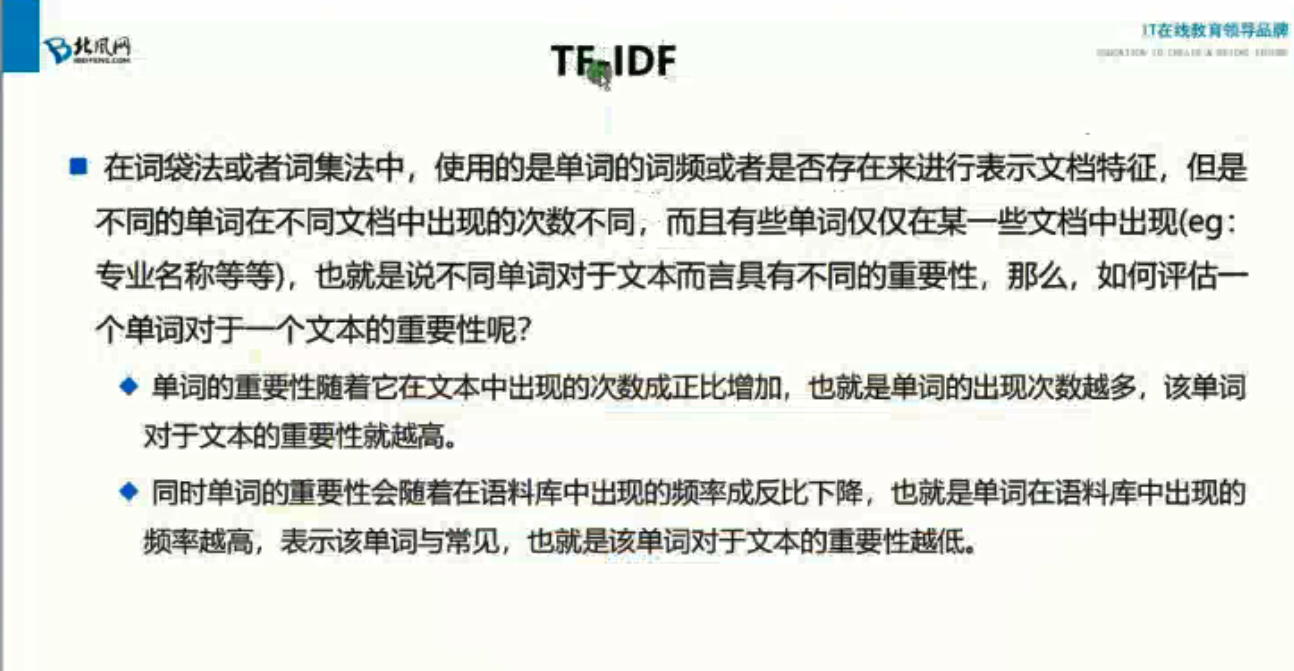 北风网
IBEIFENG.COM
IT在线教育领导品牌
TF-IDF
在词袋法或者词集法中，使用的是单词的词频或者是否存在来进行表示文档特征，但是
不同的单词在不同文档中出现的次数不同，而且有些单词仅仅在某一些文档中出现(eg：
专业名称等等)，也就是说不同单词对于文本而言具有不同的重要性，那么，如何评估一
个单词对于一个文本的重要性呢？
单词的重要性随着它在文本中出现的次数成正比增加，也就是单词的出现次数越多，该单词
对于文本的重要性就越高。
同时单词的重要性会随着在语料库中出现的频率成反比下降，也就是单词在语料库中出现的
频率越高，表示该单词与常见，也就是该单词对于文本的重要性越低。